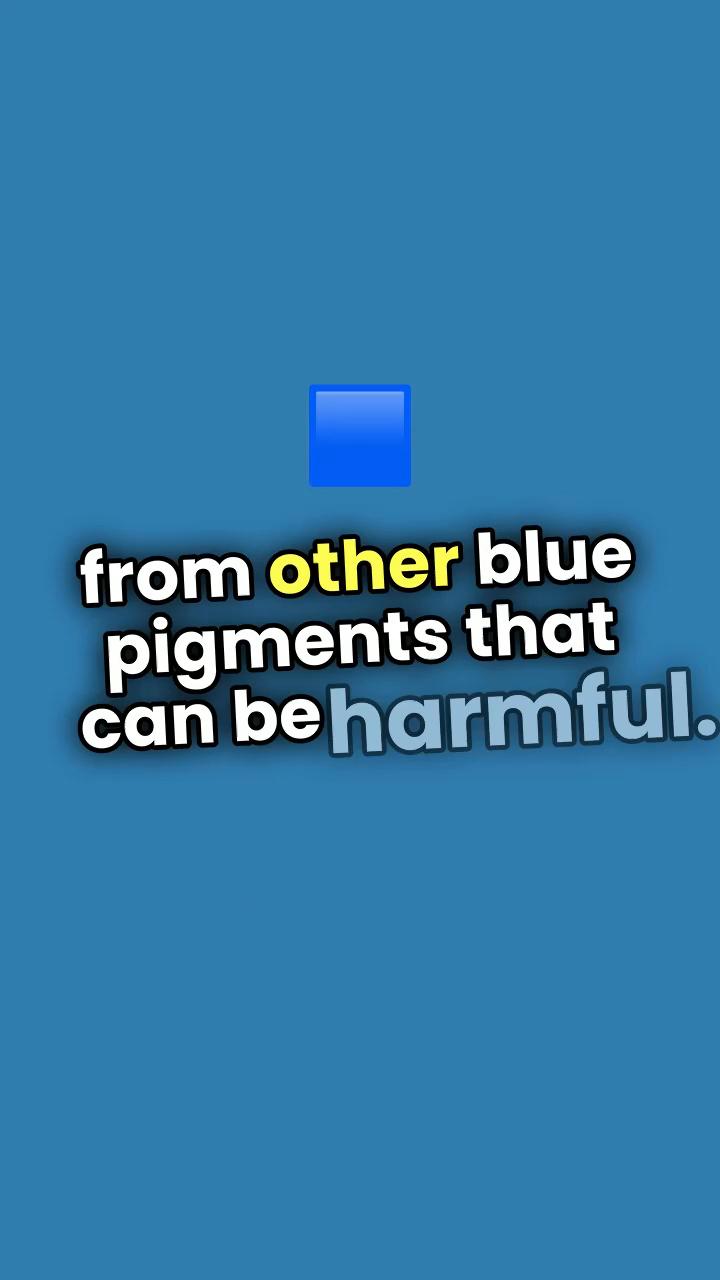 from other blue
pigments that
can be harmful.